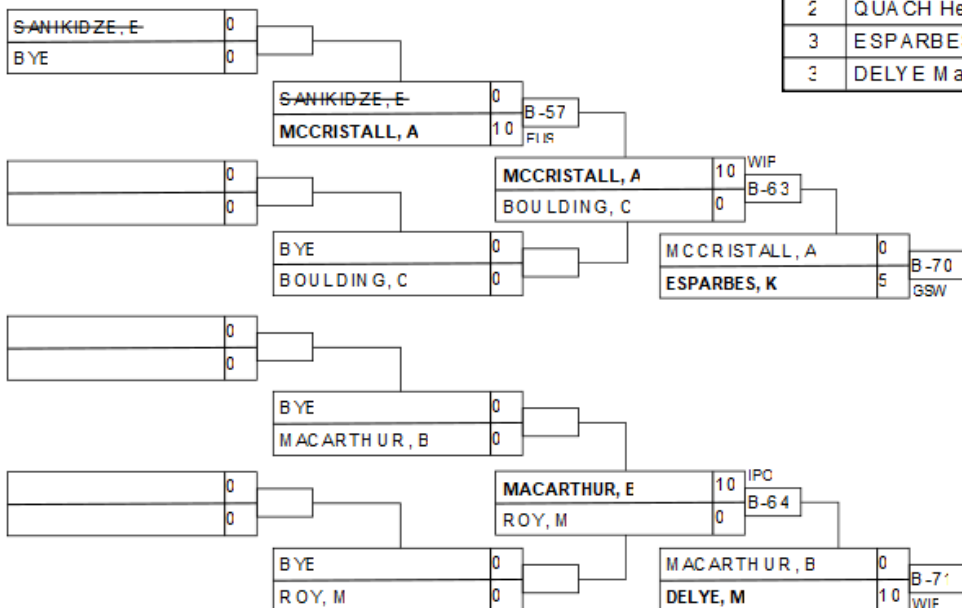 SANIKIDZE, E 0
BYE 0
2 QUACH He
3 ESPARBE
3 DELYE Ma
SANIKIDZE, E 0
MCCRISTALL, A 10
B-57
FUS
0
0
MCCRISTALL, A 10
BOULDING, C 0
WIF
B-63
BYE 0
BOULDING, C 0
MCCRISTALL, A 0
ESPARBES, K 5
B-70
GSW
0
0
BYE 0
MACARTHUR, B 0
0
0
MACARTHUR, B 10
ROY, M 0
IPO
B-64
BYE 0
ROY, M 0
MACARTHUR, B 0
DELYE, M 10
B-71
WIF